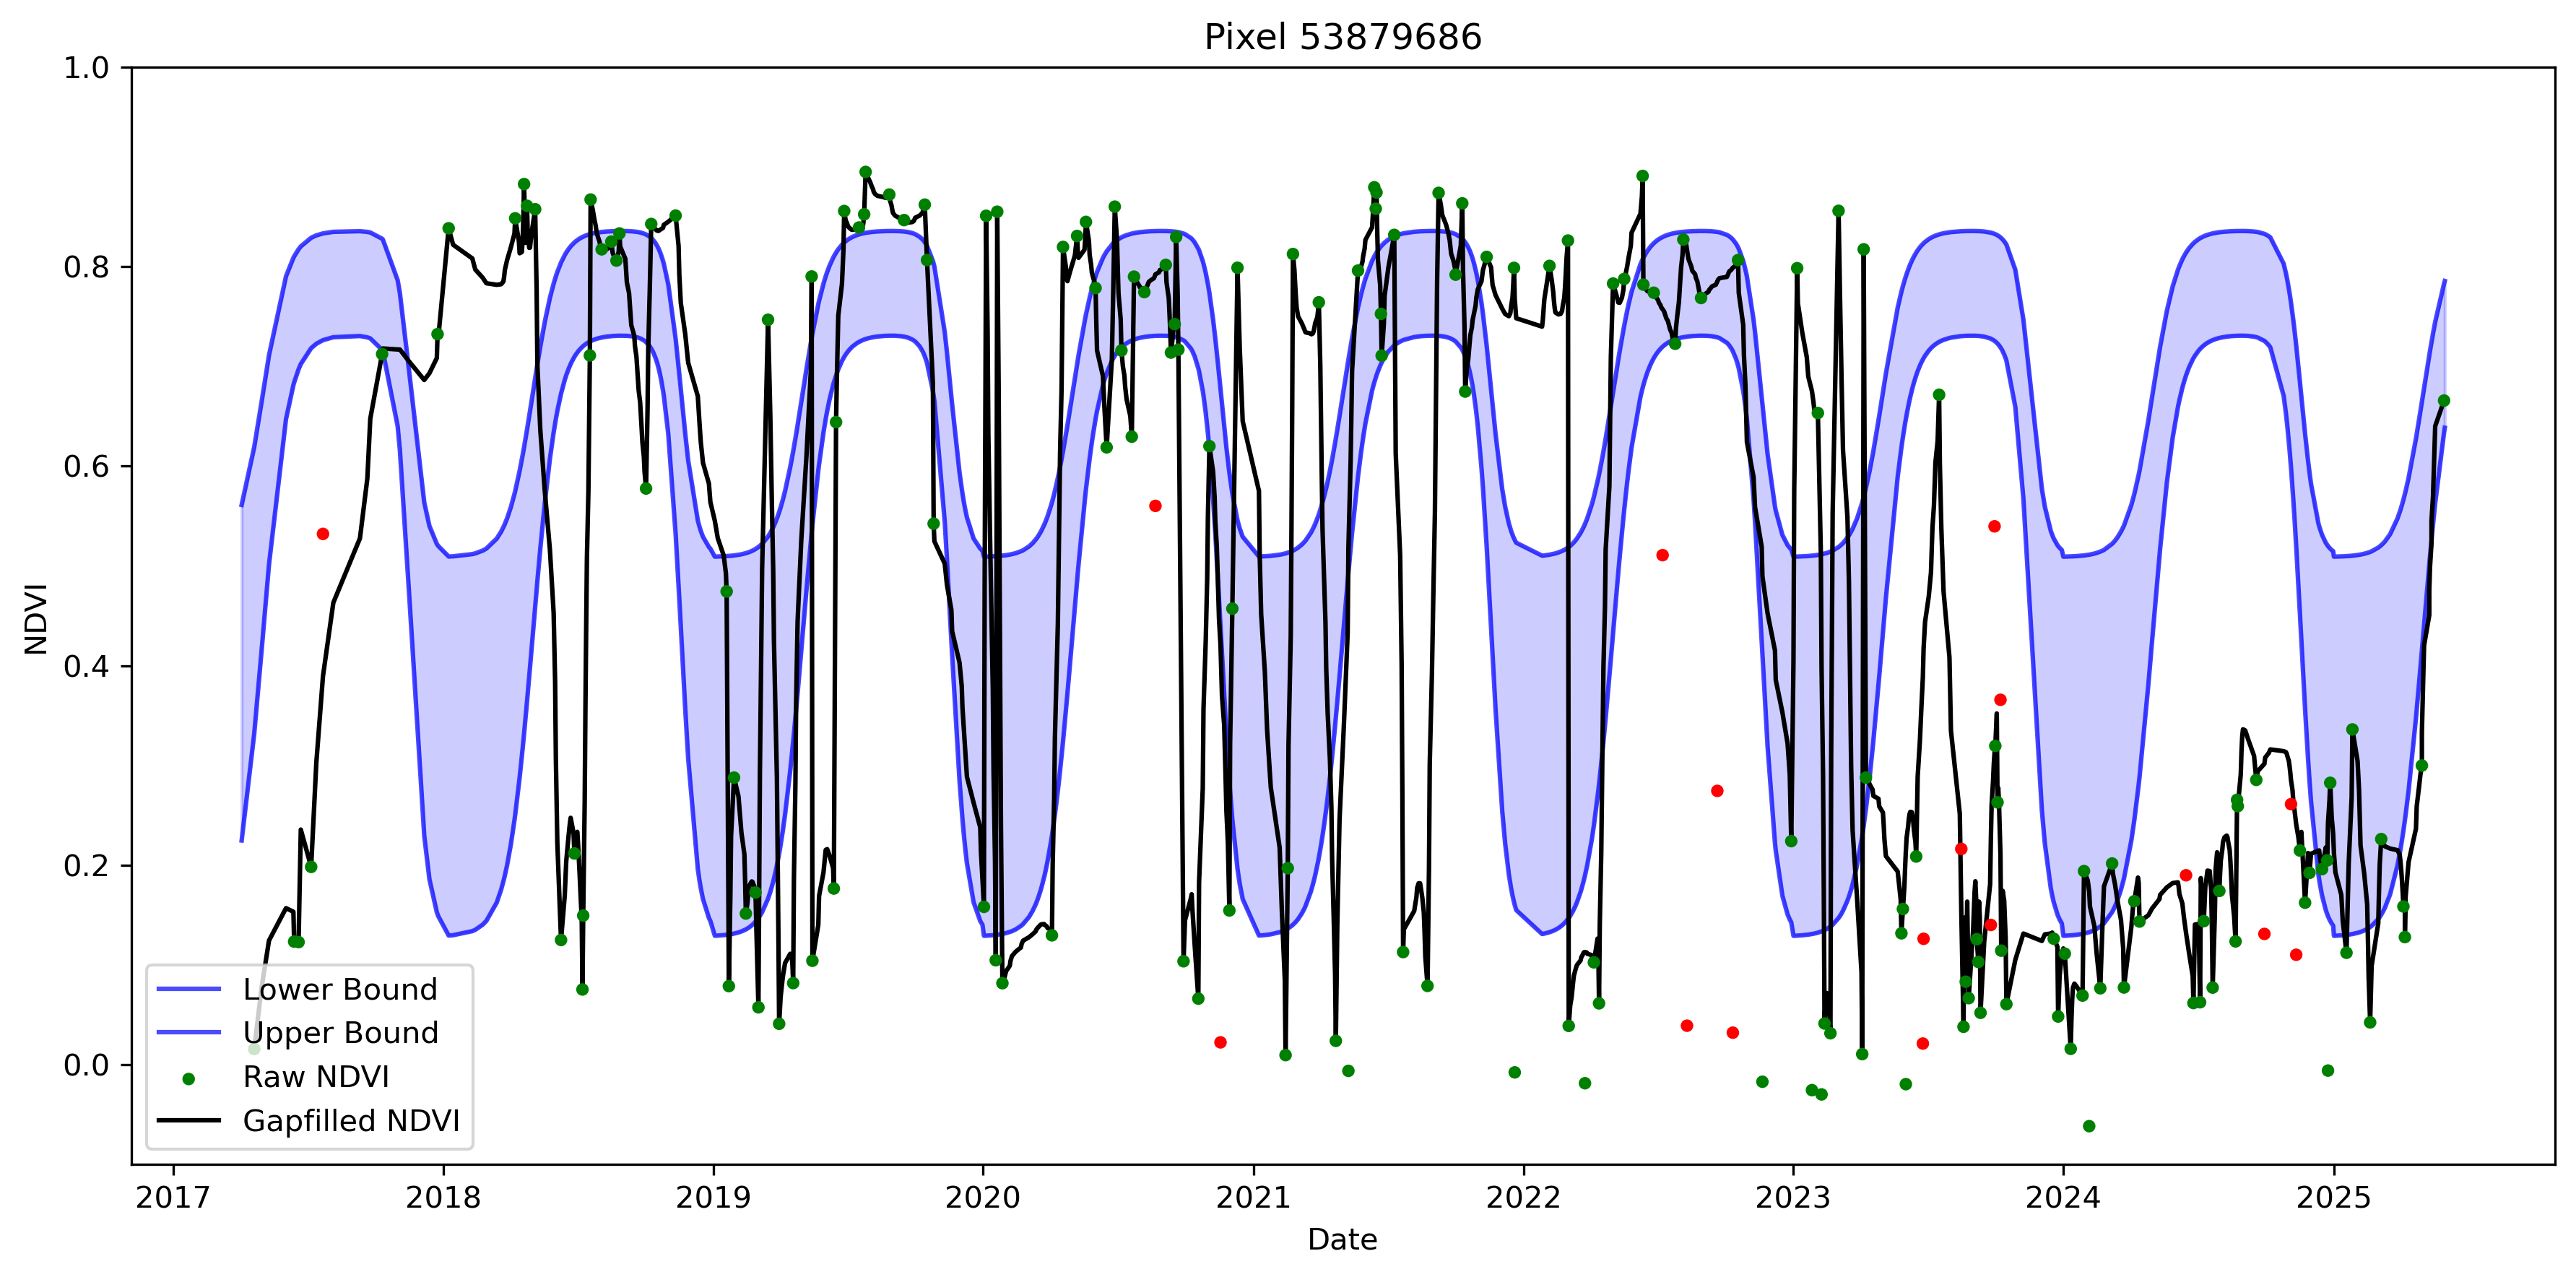 Pixel 53879686
1.0
0.8
0.6
0.4
0.2
0.0
NDVI
Lower Bound
Upper Bound
Raw NDVI
Gapfilled NDVI
2017 2018 2019 2020 2021 2022 2023 2024 2025
Date